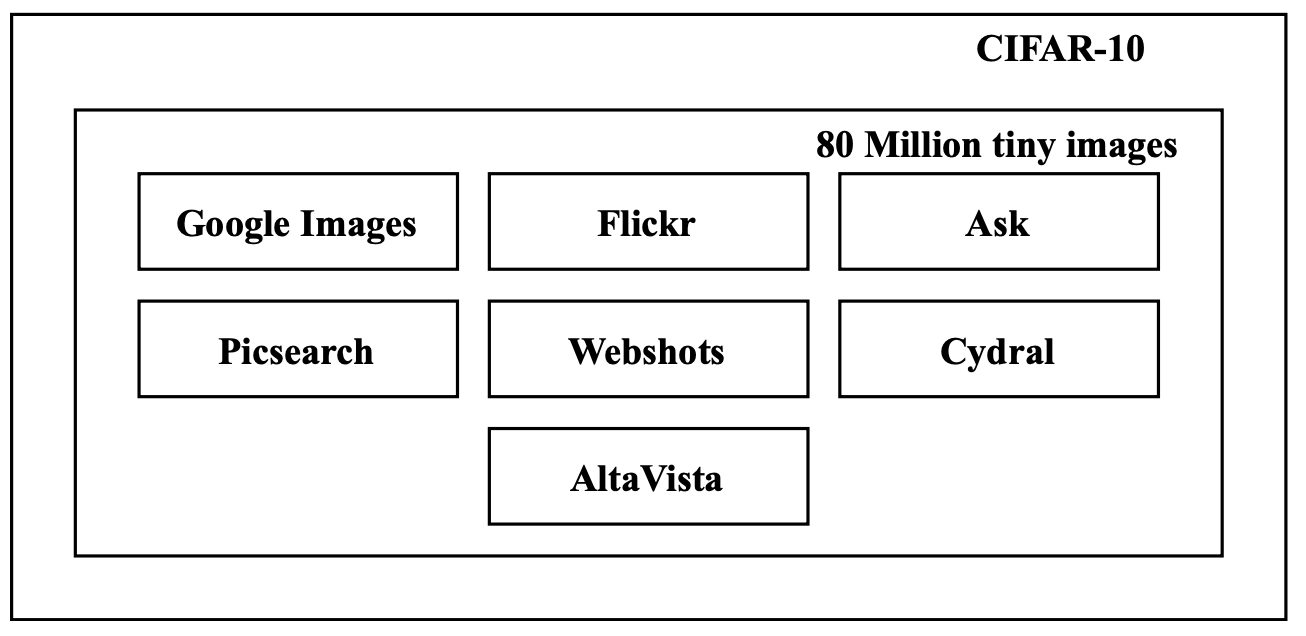 CIFAR-10
80 Million tiny images
Google Images
Flickr
Ask
Picsearch
Webshots
Cydral
AltaVista